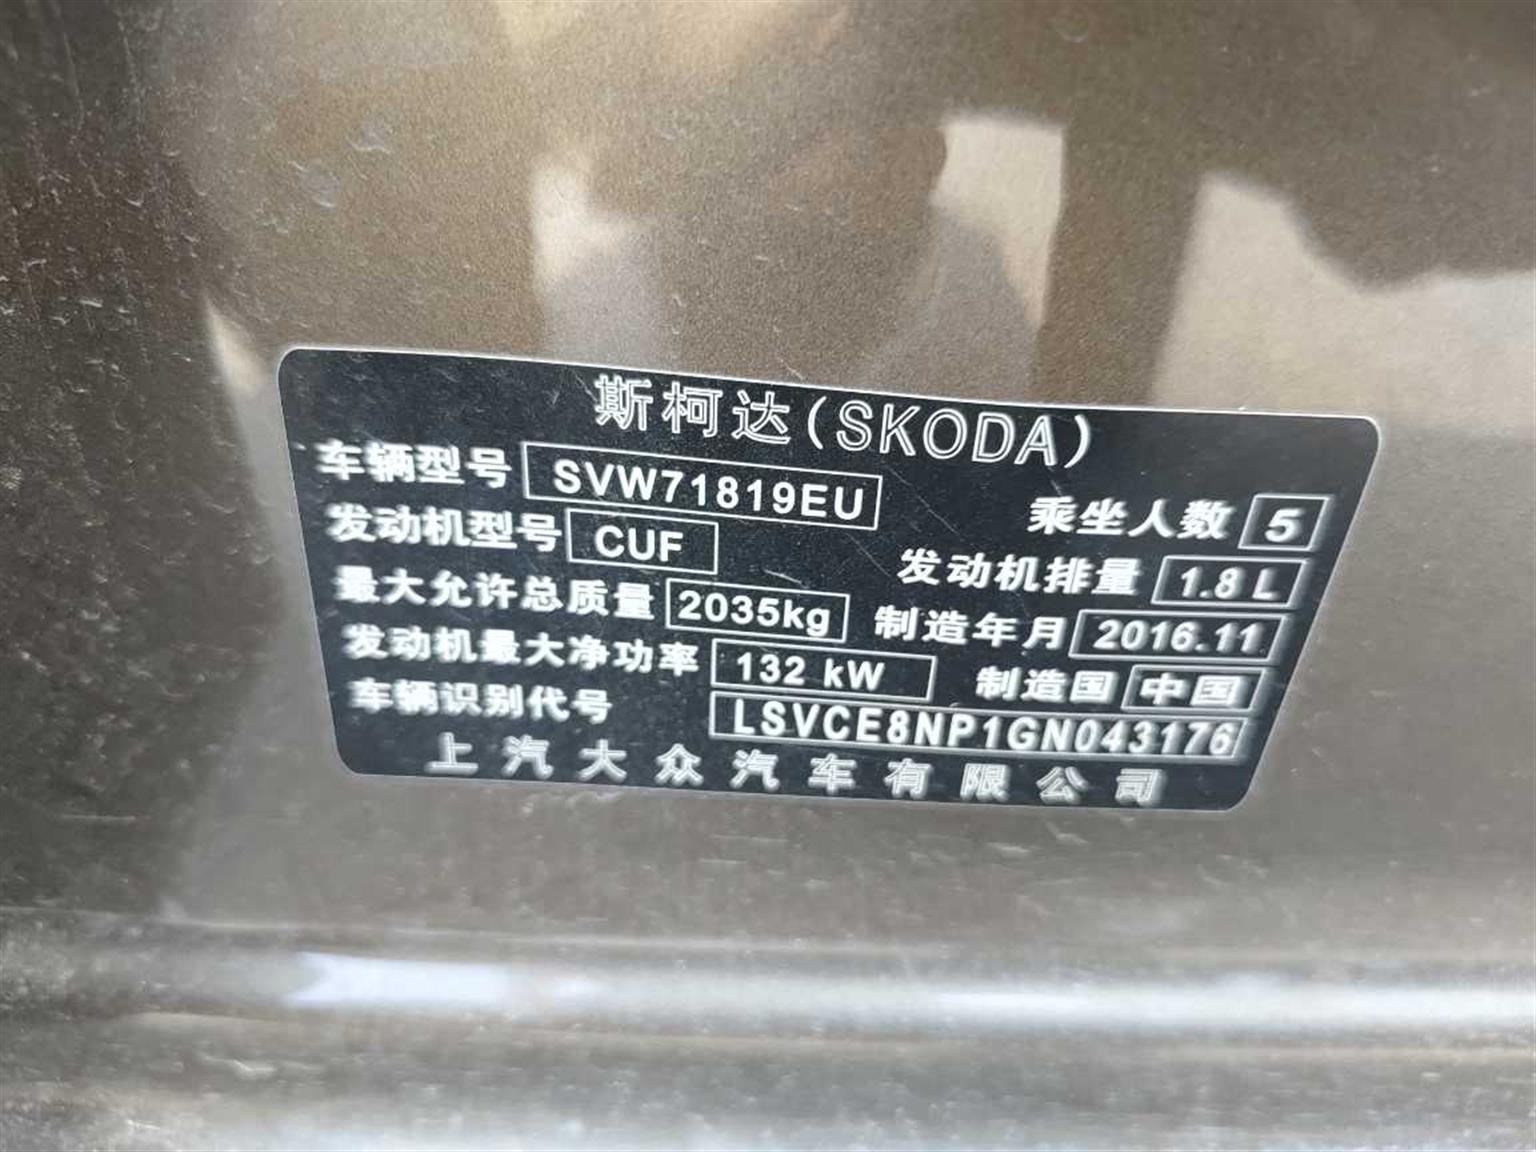 斯柯达(SKODA)
车辆型号 SVW71819EU 乘坐人数 5
发动机型号 CUF 发动机排量 1.8 L
最大允许总质量 2035kg 制造年月 2016.11
发动机最大净功率 132 kW 制造国 中国
车辆识别代号 LSVCE8NP1GN043176
上汽大众汽车有限公司